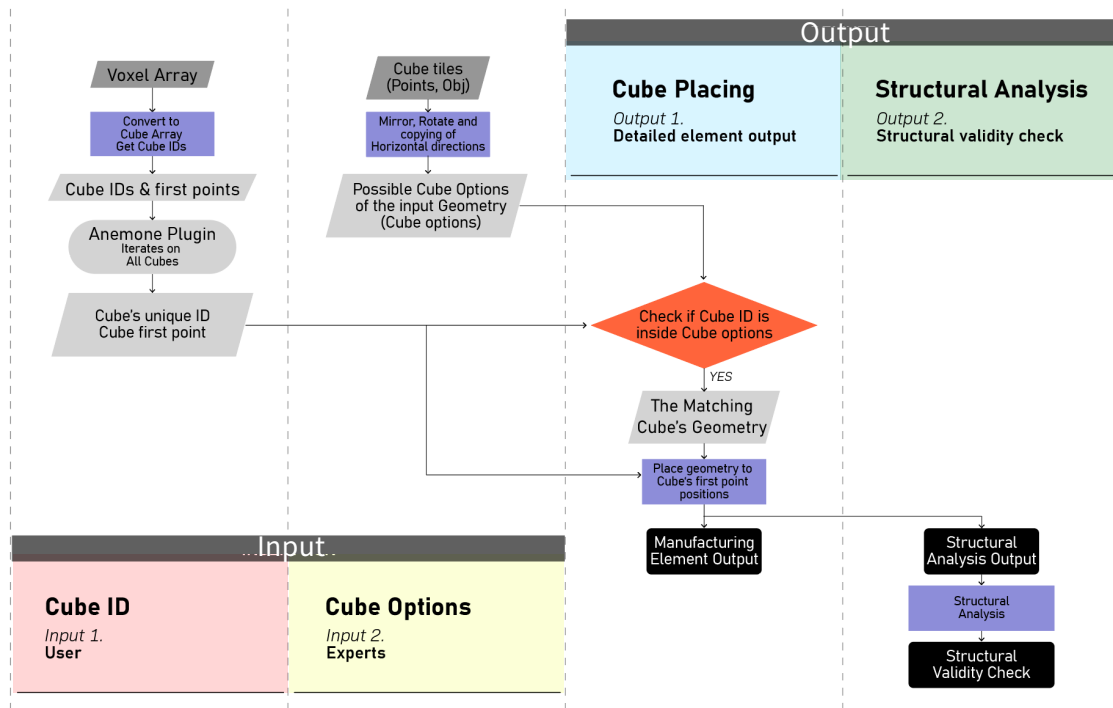 Voxel Array
Convert to
Cube Array
Get Cube IDs
Cube IDs & first points
Anemone Plugin
Iterates on
All Cubes
Cube's unique ID
Cube first point
Cube tiles
(Points, Obj)
Mirror, Rotate and
copying of
Horizontal directions
Possible Cube Options
of the input Geometry
(Cube options)
Output
Cube Placing
Output 1.
Detailed element output
Structural Analysis
Output 2.
Structural validity check
Check if Cube ID is
inside Cube options
YES
The Matching
Cube's Geometry
Place geometry to
Cube's first point
positions
Manufacturing
Element Output
Structural
Analysis Output
Structural
Analysis
Structural
Validity Check
Input
Cube ID
Input 1.
User
Cube Options
Input 2.
Experts